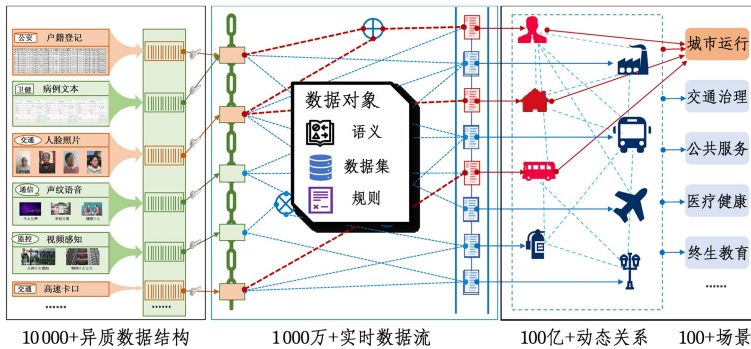 公安 户籍登记
卫健 病例文本
交通 人脸照片
通信 声纹语音
监控 视频感知
交通 高速卡口
……
数据对象
语义
数据集
规则
城市运行
交通治理
公共服务
医疗健康
终生教育
……
10 000+异质数据结构
1 000万+实时数据流
100亿+动态关系
100+场景